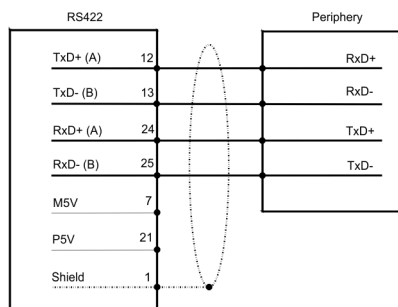 RS422 Periphery
TxD+ (A) 12 RxD+
TxD- (B) 13 RxD-
RxD+ (A) 24 TxD+
RxD- (B) 25 TxD-
M5V 7
P5V 21
Shield 1